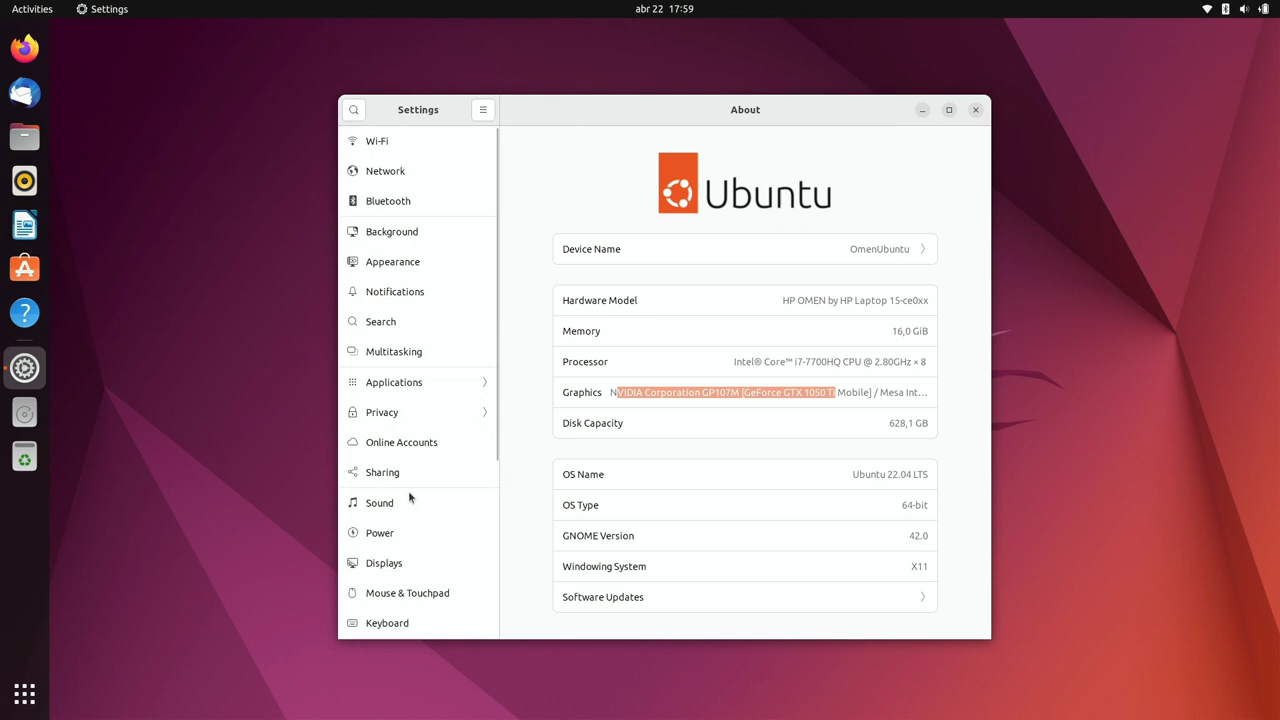 Activities
Settings
abr 22 17:59
Settings
About
Wi-Fi
Network
Bluetooth
Background
Appearance
Notifications
Search
Multitasking
Applications
Privacy
Online Accounts
Sharing
Sound
Power
Displays
Mouse & Touchpad
Keyboard
Ubuntu
Device Name OmenUbuntu
Hardware Model HP OMEN by HP Laptop 15-ce0xx
Memory 16,0 GiB
Processor Intel® Core™ i7-7700HQ CPU @ 2.80GHz × 8
Graphics NVIDIA Corporation GP107M [GeForce GTX 1050 Ti Mobile] / Mesa Int…
Disk Capacity 628,1 GB
OS Name Ubuntu 22.04 LTS
OS Type 64-bit
GNOME Version 42.0
Windowing System X11
Software Updates